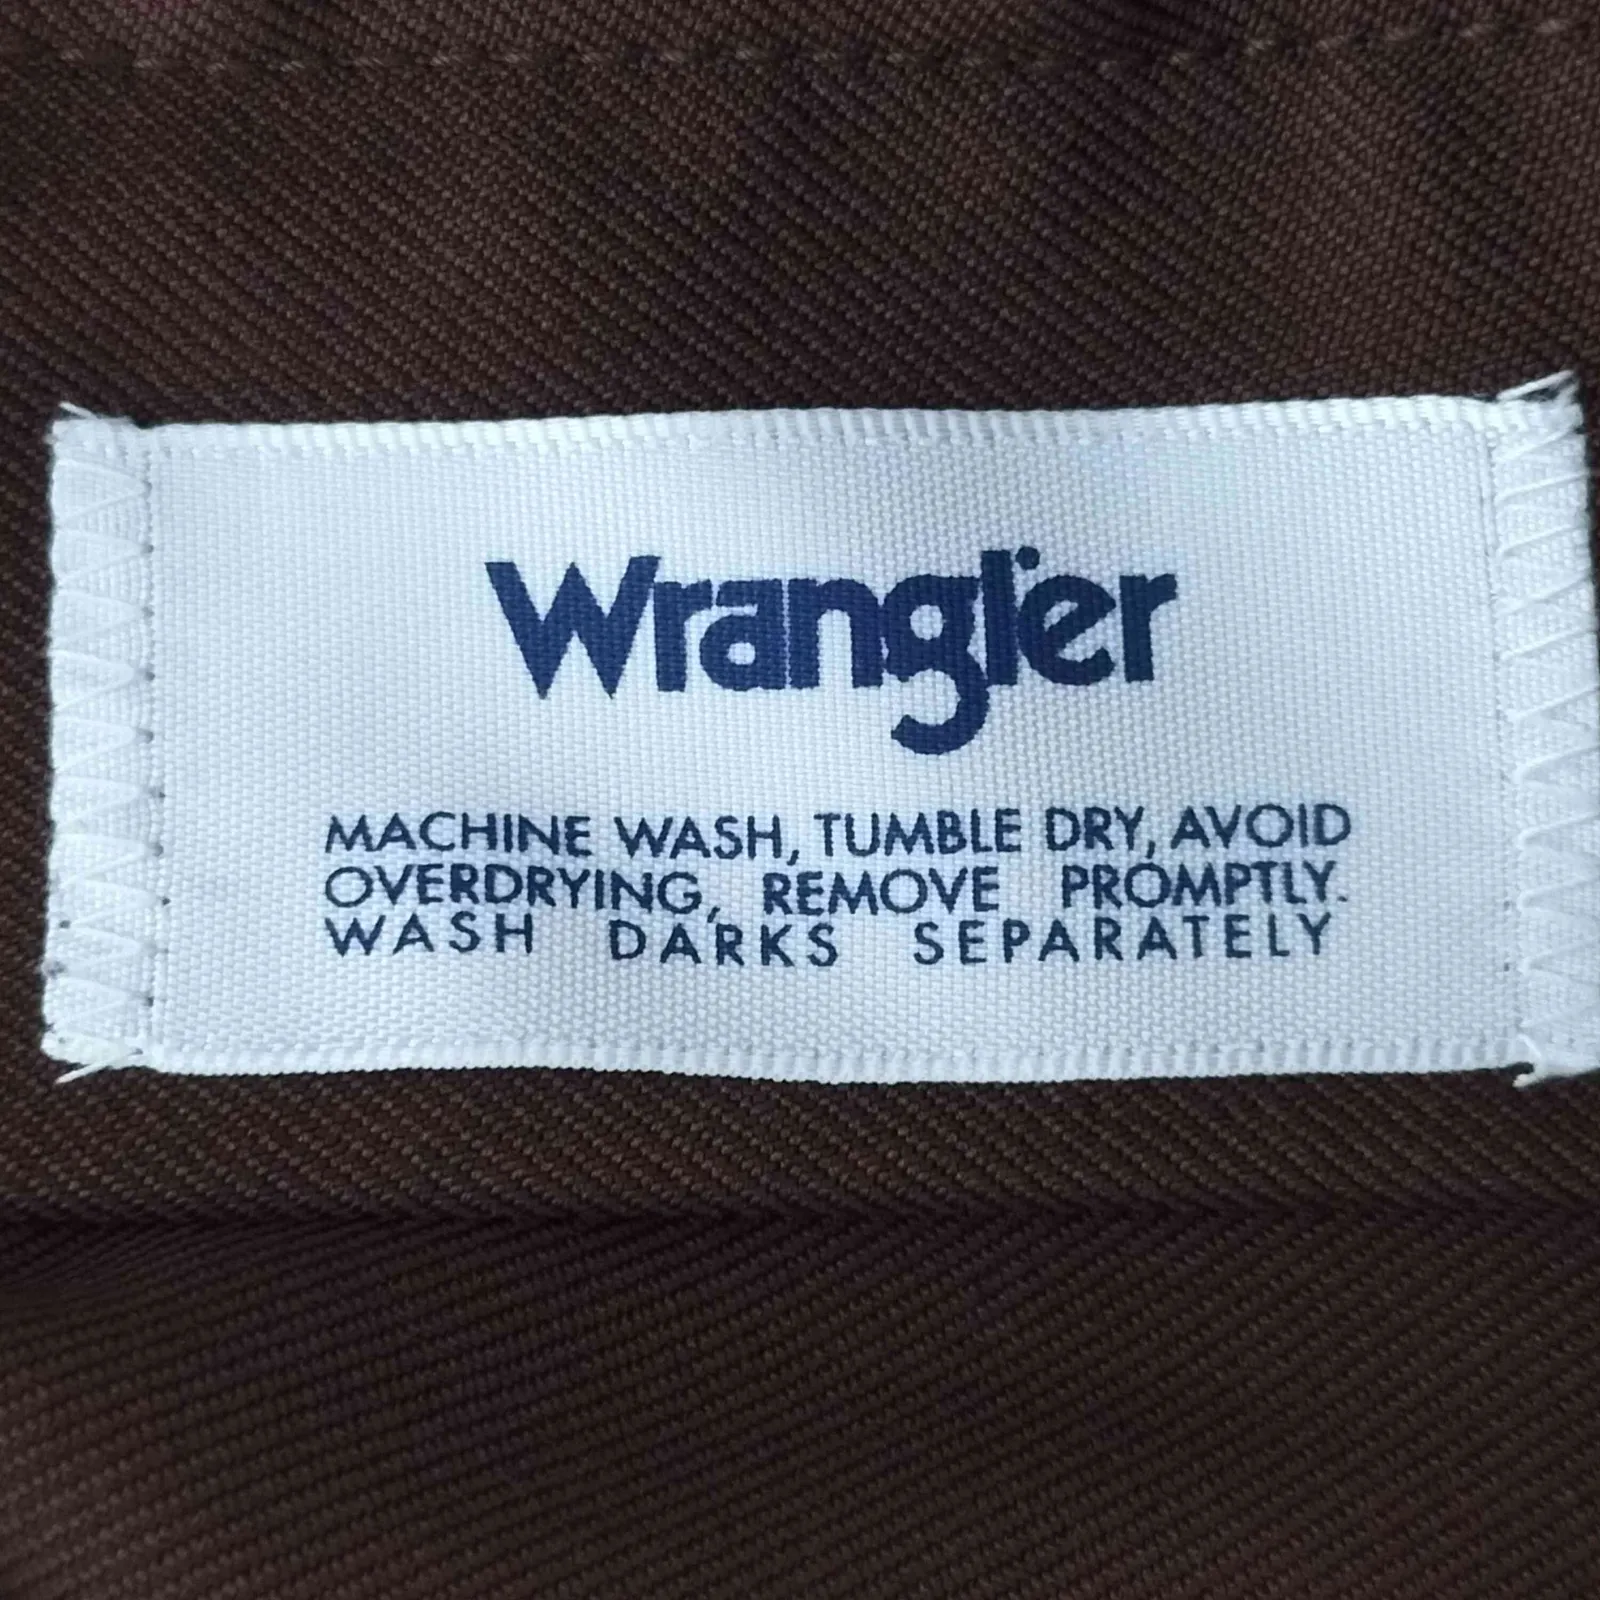 Wrangler
MACHINE WASH, TUMBLE DRY, AVOID
OVERDRYING, REMOVE PROMPTLY.
WASH DARKS SEPARATELY